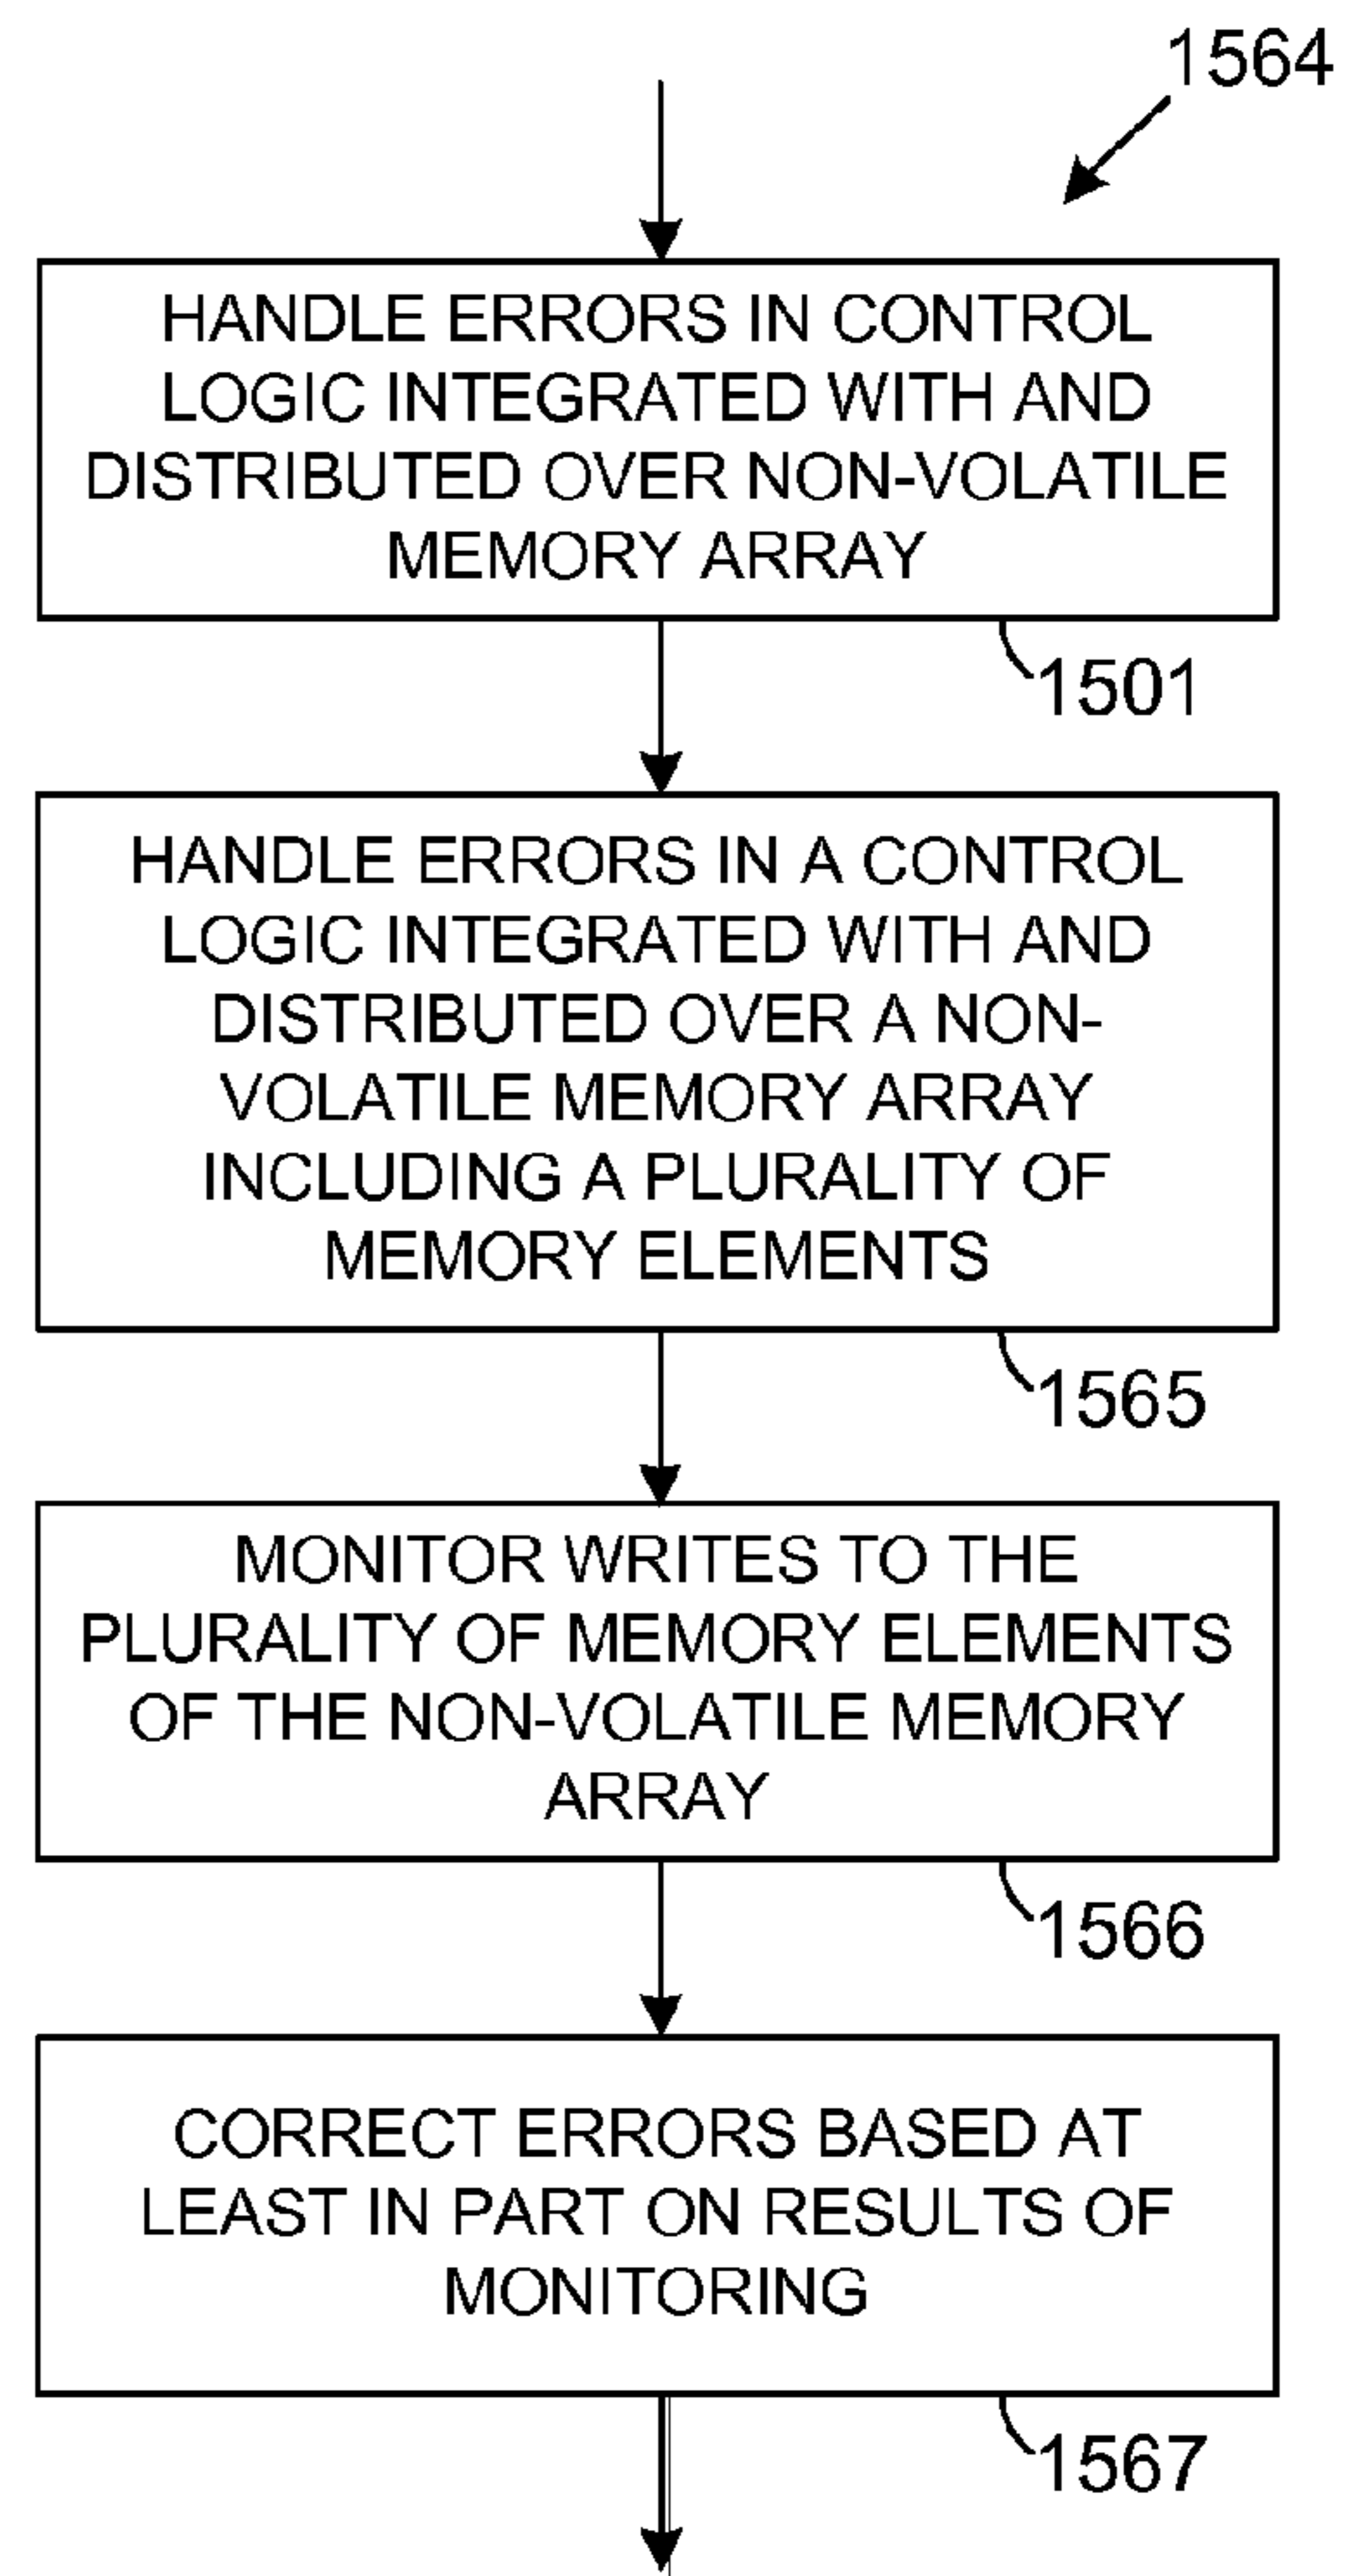 1564
HANDLE ERRORS IN CONTROL
LOGIC INTEGRATED WITH AND
DISTRIBUTED OVER NON-VOLATILE
MEMORY ARRAY
1501
HANDLE ERRORS IN A CONTROL
LOGIC INTEGRATED WITH AND
DISTRIBUTED OVER A NON-
VOLATILE MEMORY ARRAY
INCLUDING A PLURALITY OF
MEMORY ELEMENTS
1565
MONITOR WRITES TO THE
PLURALITY OF MEMORY ELEMENTS
OF THE NON-VOLATILE MEMORY
ARRAY
1566
CORRECT ERRORS BASED AT
LEAST IN PART ON RESULTS OF
MONITORING
1567